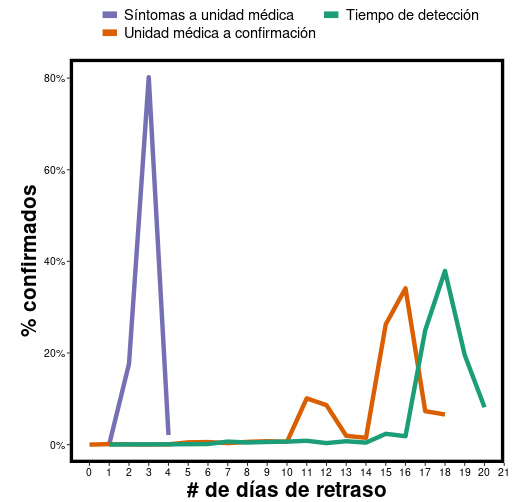 Síntomas a unidad médica Tiempo de detección
Unidad médica a confirmación
80%
60%
40%
20%
0%
% confirmados
0 1 2 3 4 5 6 7 8 9 10 11 12 13 14 15 16 17 18 19 20 21
# de días de retraso